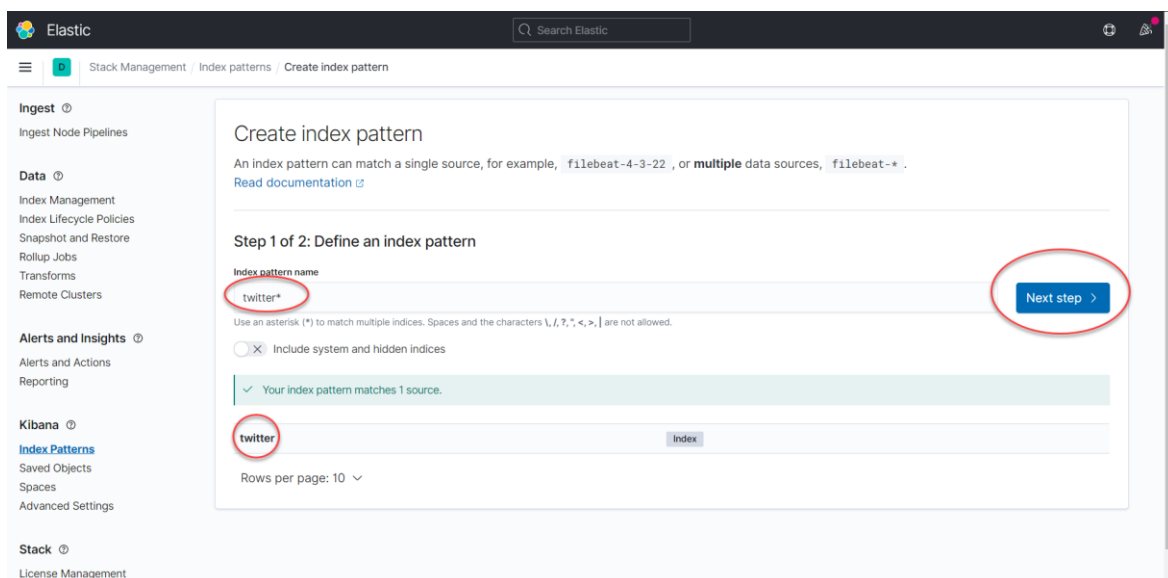 Elastic
Search Elastic
D
Stack Management / Index patterns / Create index pattern
Ingest
Ingest Node Pipelines
Data
Index Management
Index Lifecycle Policies
Snapshot and Restore
Rollup Jobs
Transforms
Remote Clusters
Alerts and Insights
Alerts and Actions
Reporting
Kibana
Index Patterns
Saved Objects
Spaces
Advanced Settings
Stack
License Management
Create index pattern
An index pattern can match a single source, for example, filebeat-4-3-22 , or multiple data sources, filebeat-* .
Read documentation
Step 1 of 2: Define an index pattern
Index pattern name
twitter*
Next step >
Use an asterisk (*) to match multiple indices. Spaces and the characters \, /, ?, ", <, >, | are not allowed.
Include system and hidden indices
Your index pattern matches 1 source.
twitter Index
Rows per page: 10